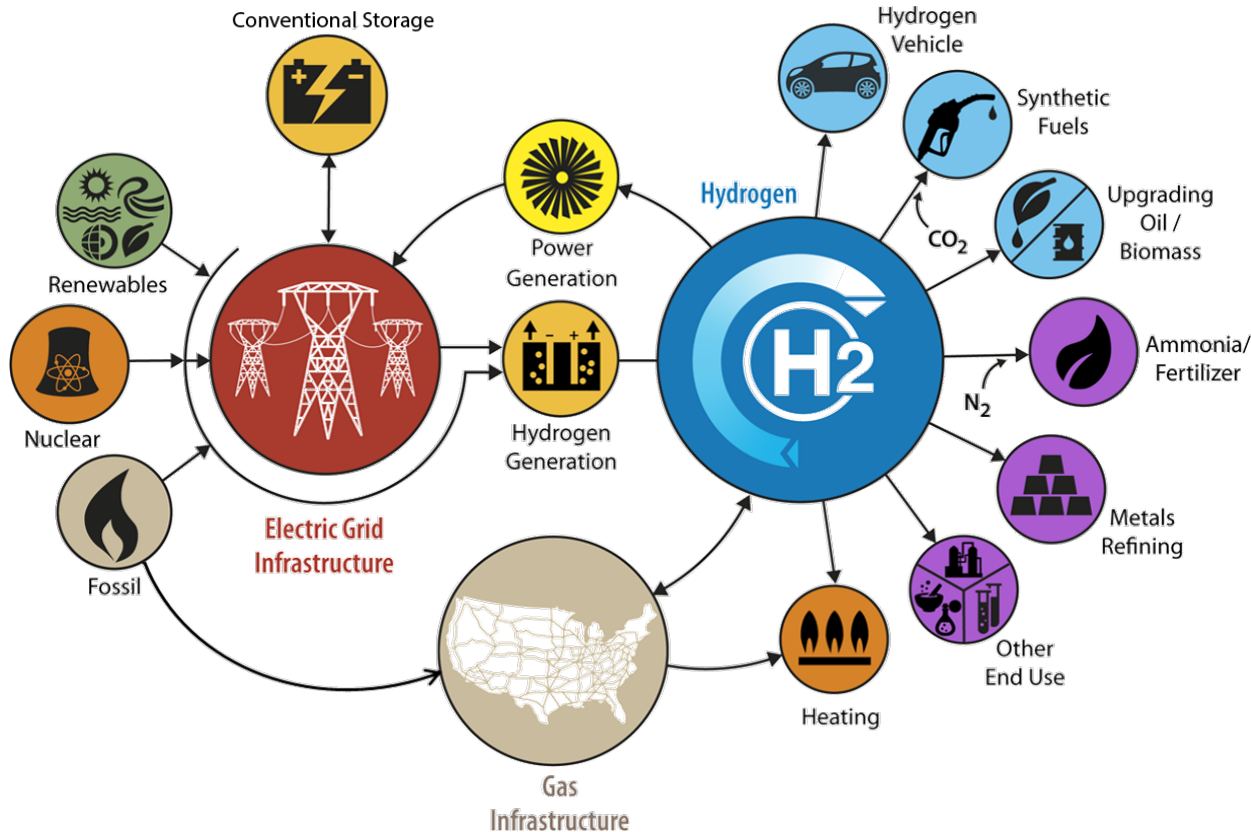 Conventional Storage
+ −
Hydrogen
Vehicle
Synthetic
Fuels
CO2
Upgrading
Oil /
Biomass
Renewables
Power
Generation
Hydrogen
H2
Nuclear
− +
Hydrogen
Generation
Ammonia/
Fertilizer
N2
Metals
Refining
Electric Grid
Infrastructure
Fossil
Other
End Use
Heating
Gas
Infrastructure